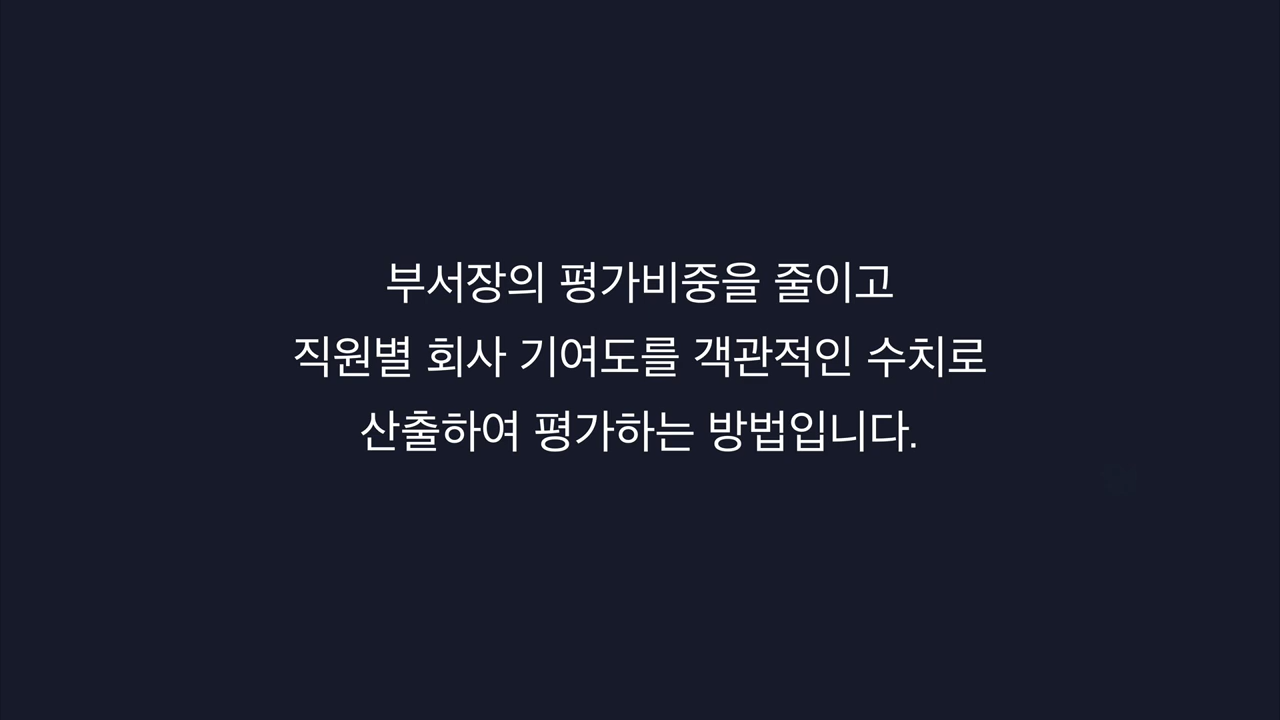 부서장의 평가비중을 줄이고
직원별 회사 기여도를 객관적인 수치로
산출하여 평가하는 방법입니다.